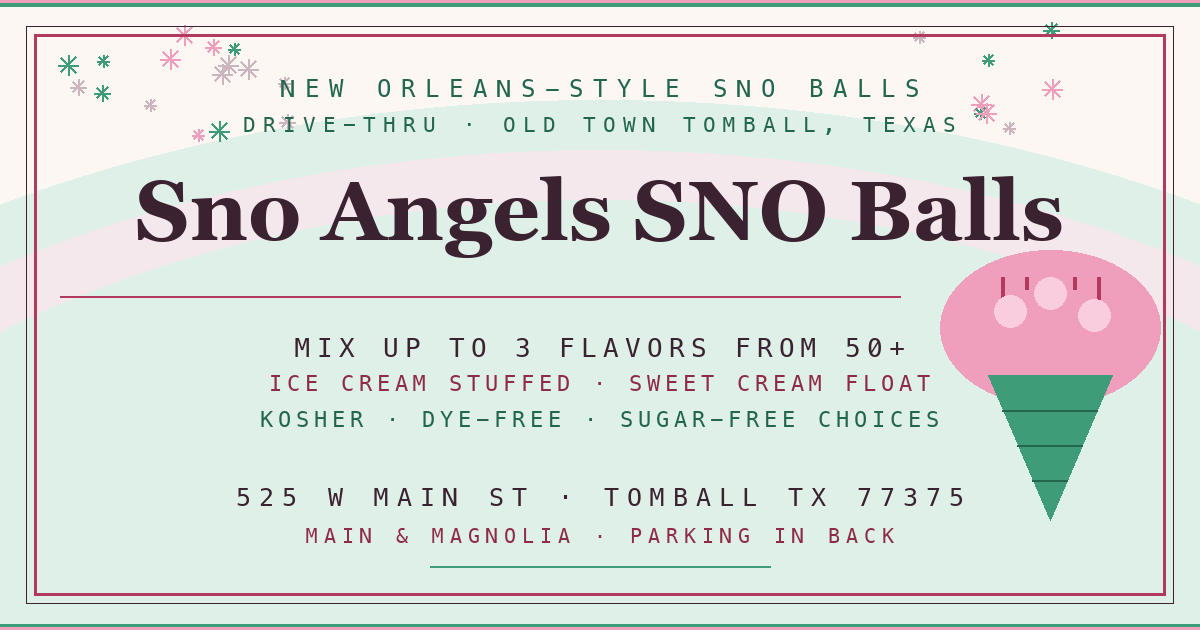 NEW ORLEANS-STYLE SNO BALLS
DRIVE-THRU · OLD TOWN TOMBALL, TEXAS
Sno Angels SNO Balls
MIX UP TO 3 FLAVORS FROM 50+
ICE CREAM STUFFED · SWEET CREAM FLOAT
KOSHER · DYE-FREE · SUGAR-FREE CHOICES
525 W MAIN ST · TOMBALL TX 77375
MAIN & MAGNOLIA · PARKING IN BACK